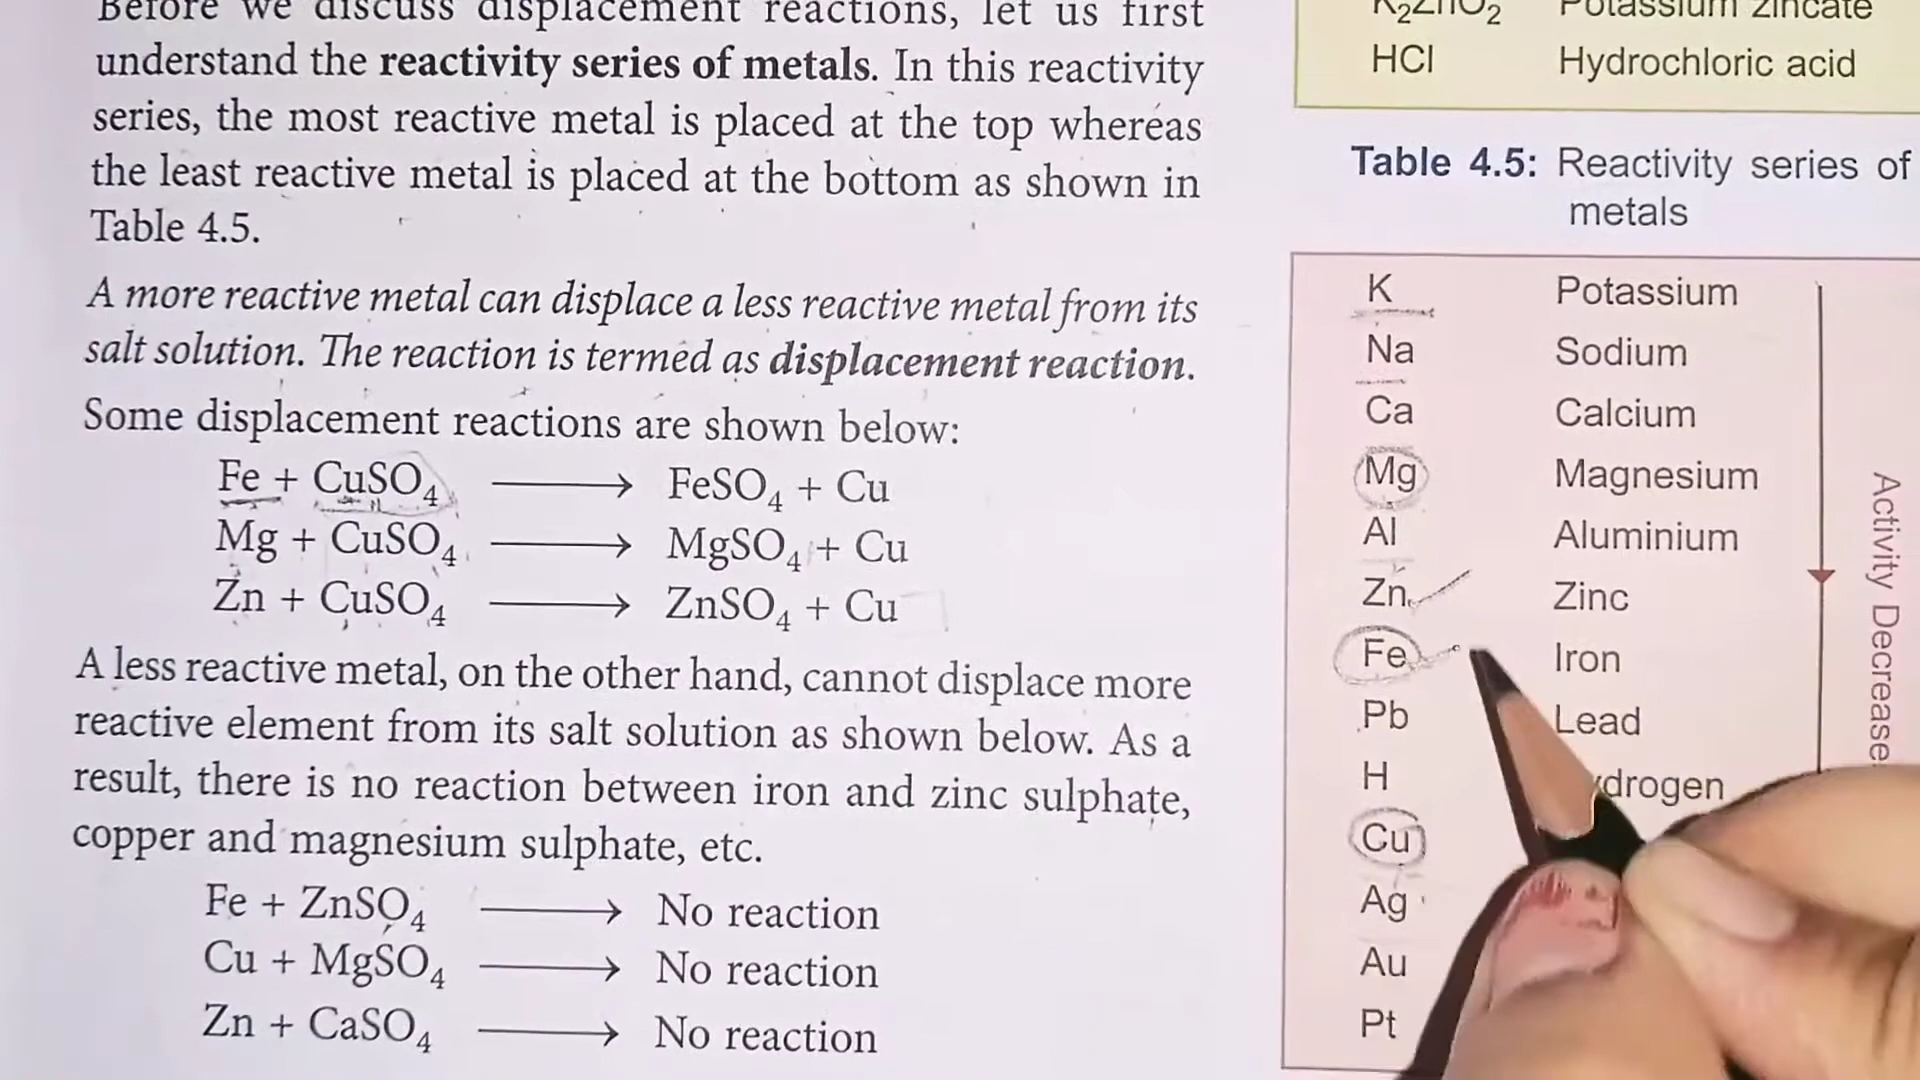 Before we discuss displacement reactions, let us first
understand the reactivity series of metals. In this reactivity
series, the most reactive metal is placed at the top whereas
the least reactive metal is placed at the bottom as shown in
Table 4.5.
A more reactive metal can displace a less reactive metal from its
salt solution. The reaction is termed as displacement reaction.
Some displacement reactions are shown below:
Fe + CuSO₄ ⟶ FeSO₄ + Cu
Mg + CuSO₄ ⟶ MgSO₄ + Cu
Zn + CuSO₄ ⟶ ZnSO₄ + Cu
A less reactive metal, on the other hand, cannot displace more
reactive element from its salt solution as shown below. As a
result, there is no reaction between iron and zinc sulphate,
copper and magnesium sulphate, etc.
Fe + ZnSO₄ ⟶ No reaction
Cu + MgSO₄ ⟶ No reaction
Zn + CaSO₄ ⟶ No reaction
K₂ZnO₂ Potassium zincate
HCl Hydrochloric acid
Table 4.5: Reactivity series of
metals
K Potassium
Na Sodium
Ca Calcium
Mg Magnesium
Al Aluminium
Zn Zinc
Fe Iron
Pb Lead
H drogen
Cu
Ag
Au
Pt
Activity Decrease